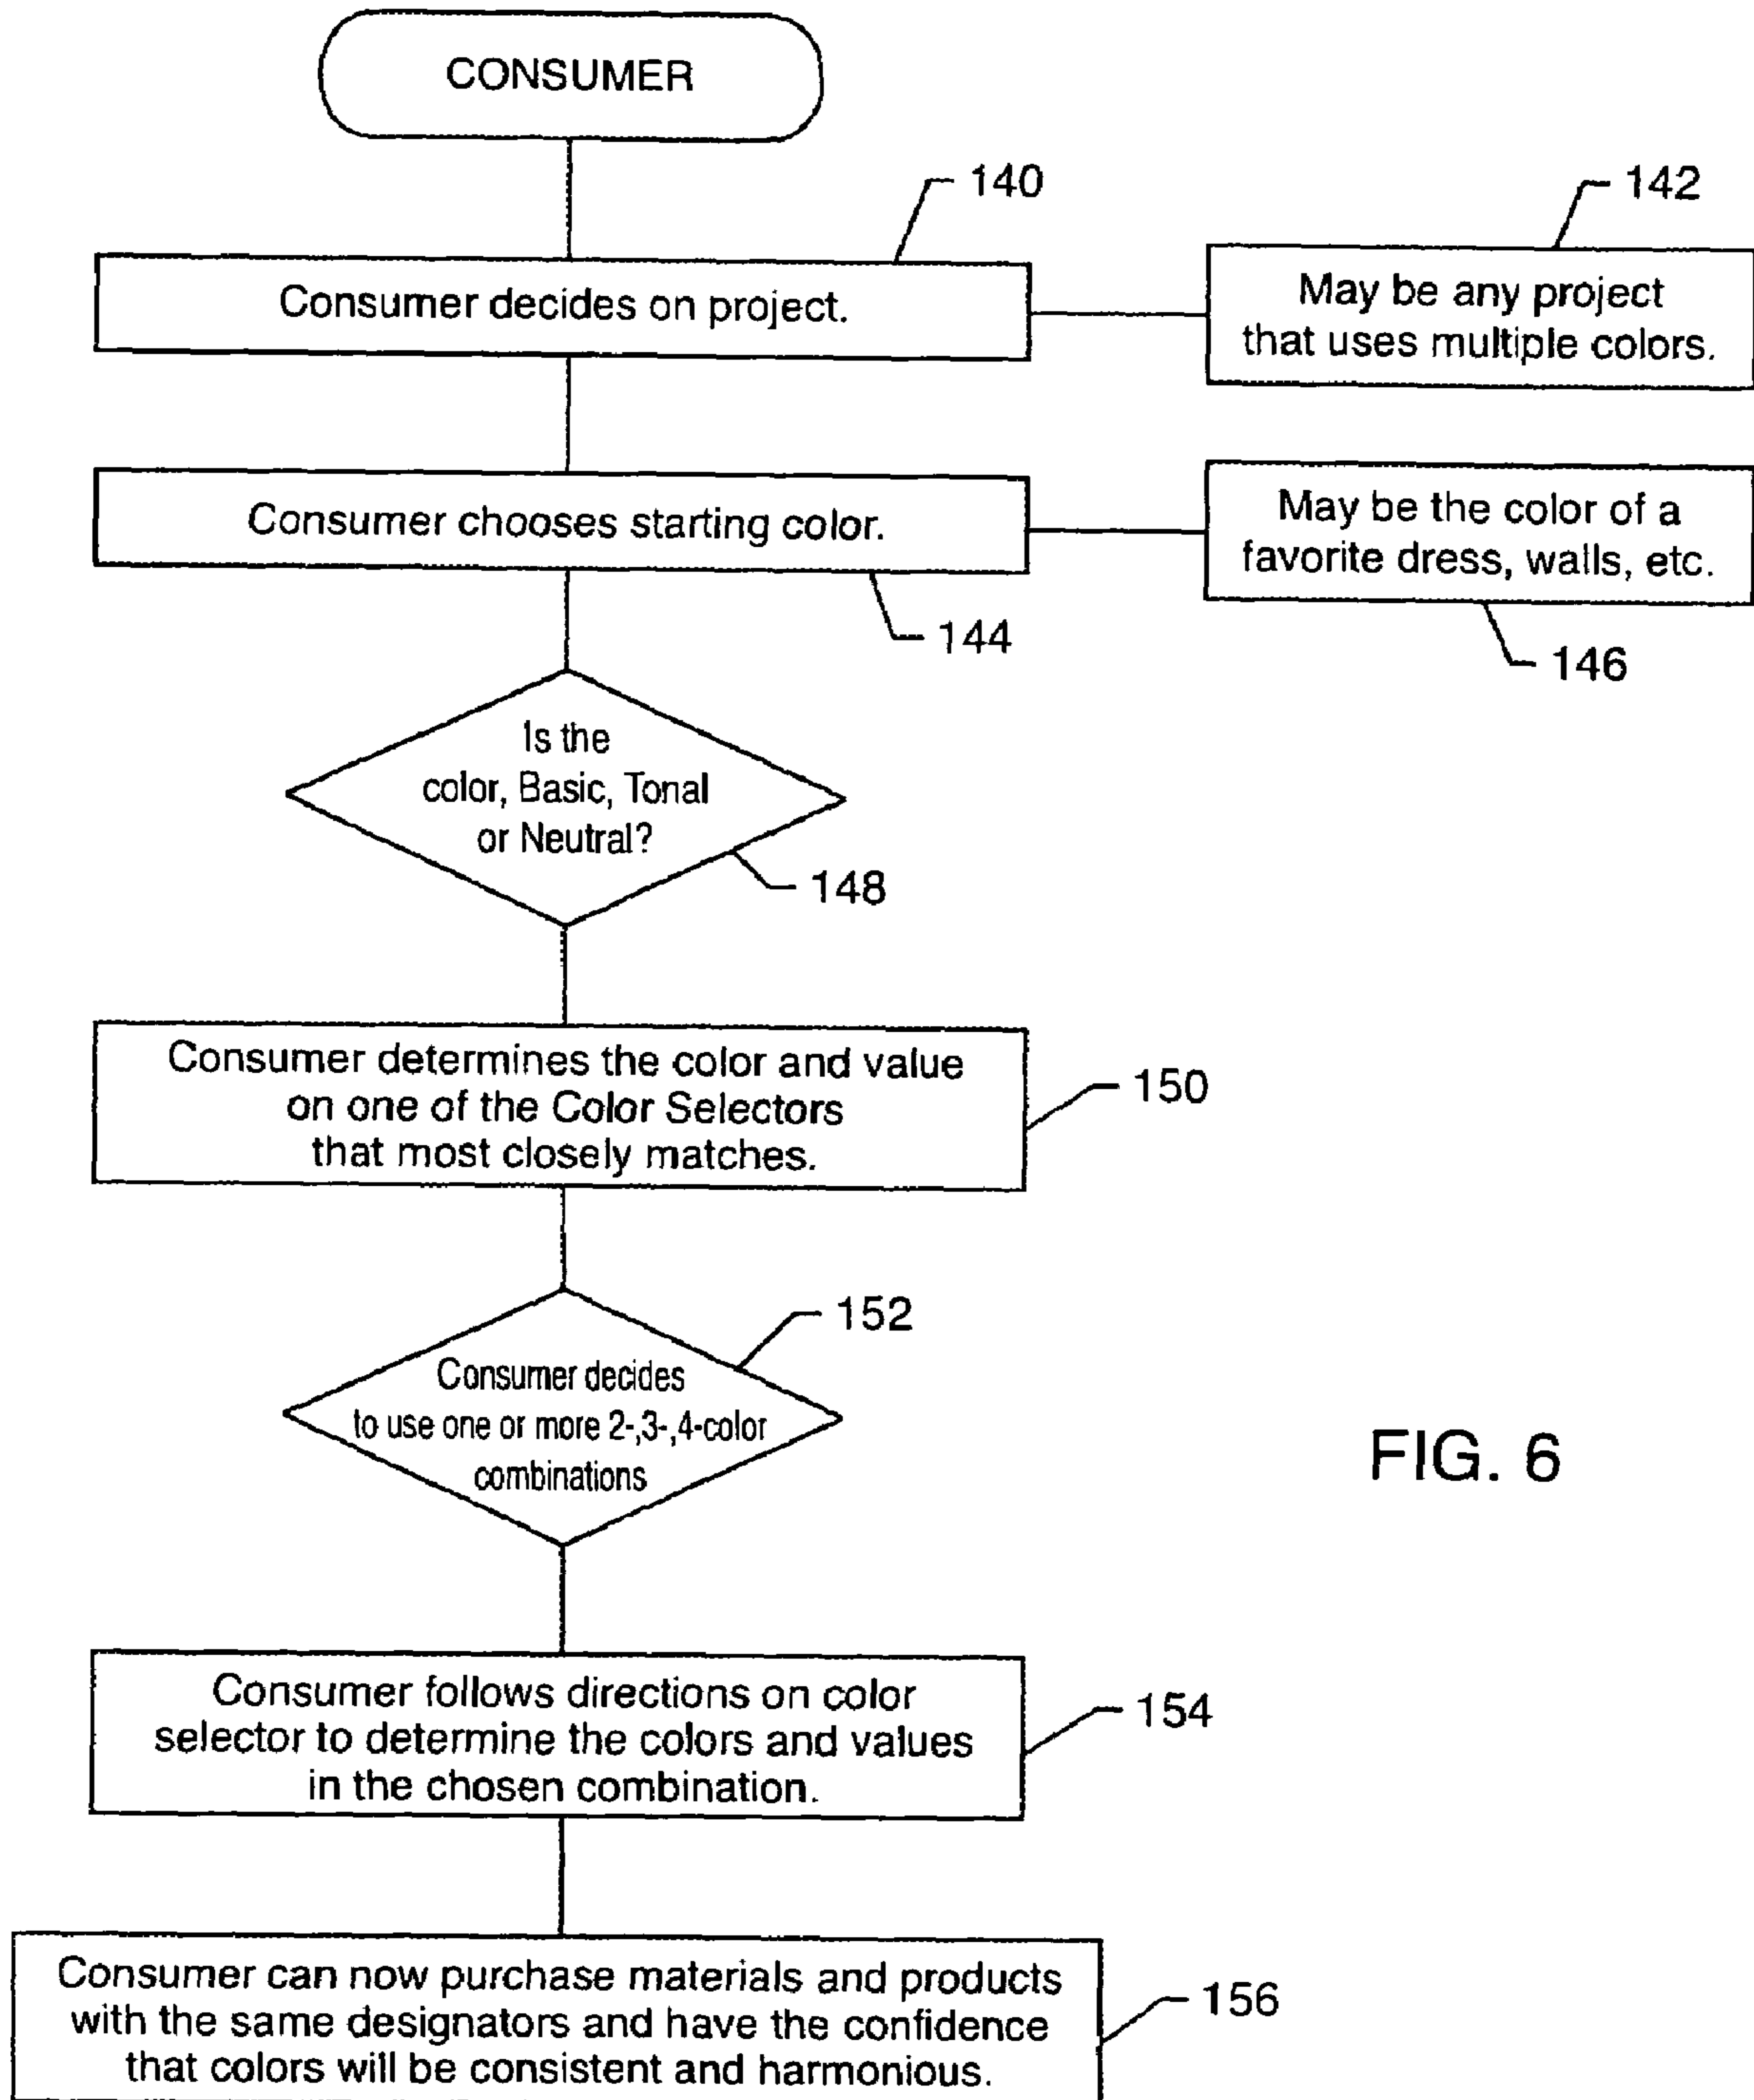 CONSUMER
140
142
Consumer decides on project.
May be any project
that uses multiple colors.
Consumer chooses starting color.
May be the color of a
favorite dress, walls, etc.
144
146
Is the
color, Basic, Tonal
or Neutral?
148
Consumer determines the color and value
on one of the Color Selectors
that most closely matches.
150
152
Consumer decides
to use one or more 2-,3-,4-color
combinations
FIG. 6
Consumer follows directions on color
selector to determine the colors and values
in the chosen combination.
154
Consumer can now purchase materials and products
with the same designators and have the confidence
that colors will be consistent and harmonious.
156